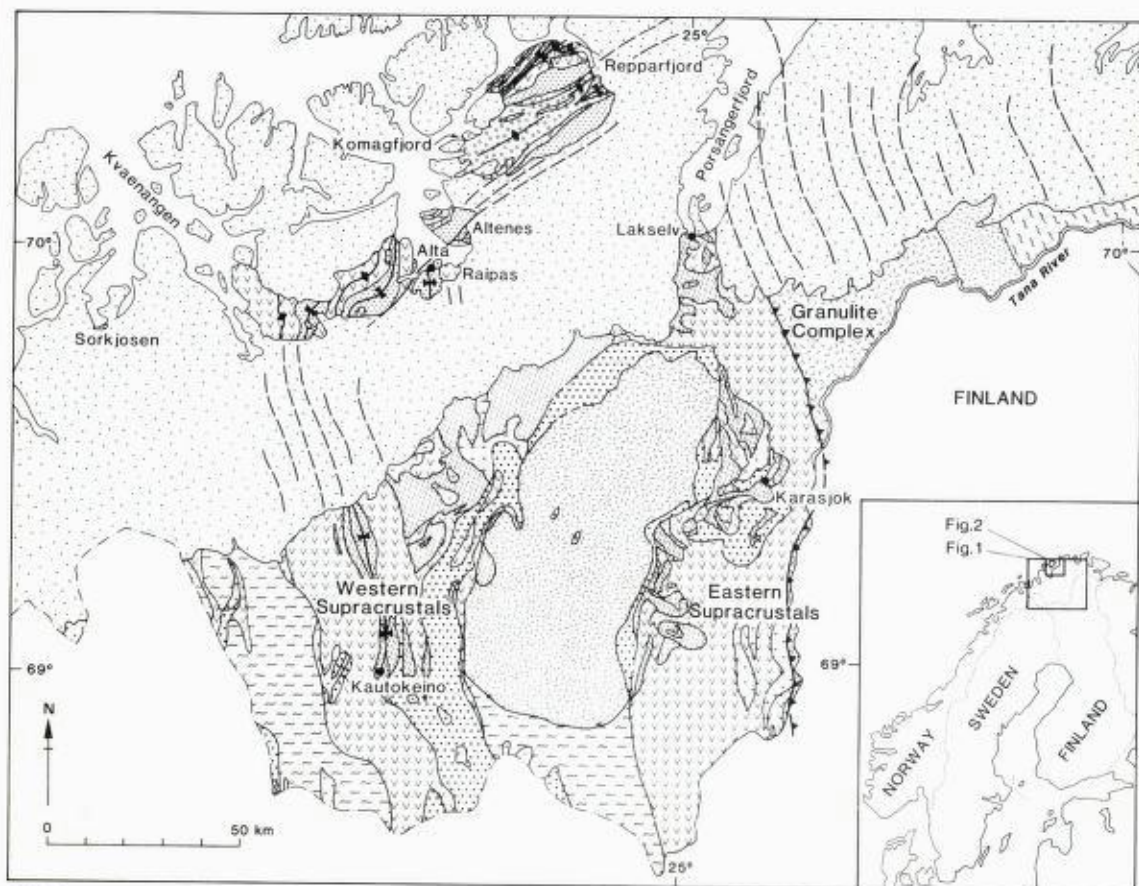 25°
Repparfjord
Porsangerfjord
Komagfjord
Kvaenangen
Altenes
Lakselv
70°
Alta
70°
Raipas
Tana River
Granulite
Complex
Sorkjosen
FINLAND
Karasjok
Fig.2
Fig.1
Western
Supracrustals
Eastern
Supracrustals
69°
69°
Kautokeino
N
SWEDEN
FINLAND
NORWAY
0
50 km
25°